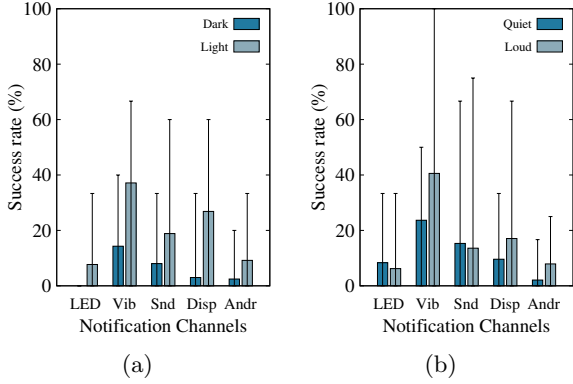 100
80
60
40
20
0
Success rate (%)
Dark
Light
LED Vib Snd Disp Andr
Notification Channels
(a)
100
80
60
40
20
0
Success rate (%)
Quiet
Loud
LED Vib Snd Disp Andr
Notification Channels
(b)